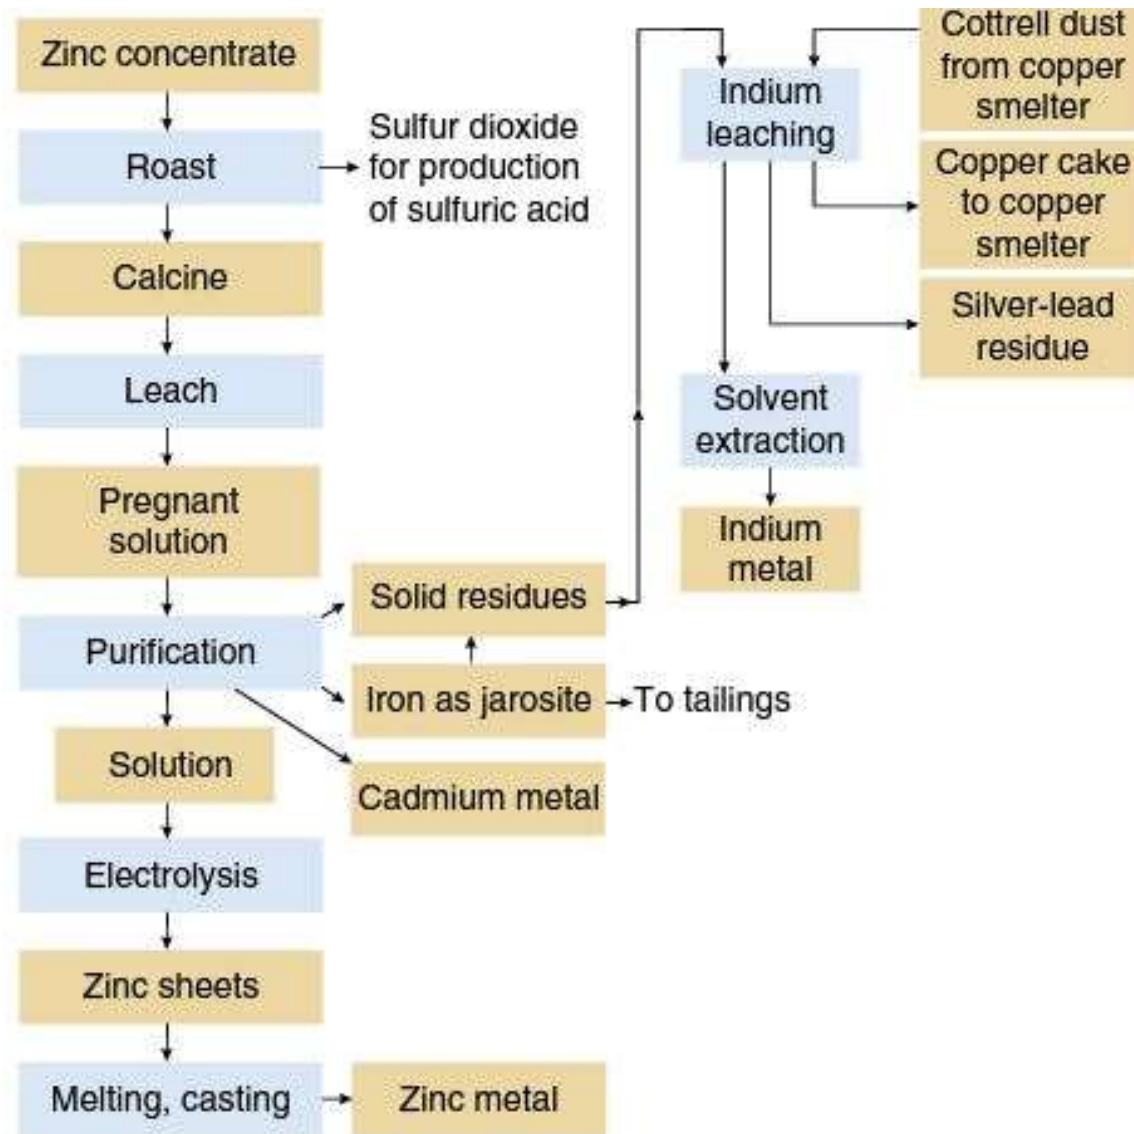 Zinc concentrate
Roast
Sulfur dioxide
for production
of sulfuric acid
Calcine
Leach
Pregnant
solution
Purification
Solid residues
Iron as jarosite
To tailings
Cadmium metal
Solution
Electrolysis
Zinc sheets
Melting, casting
Zinc metal
Indium
leaching
Cottrell dust
from copper
smelter
Copper cake
to copper
smelter
Silver-lead
residue
Solvent
extraction
Indium
metal